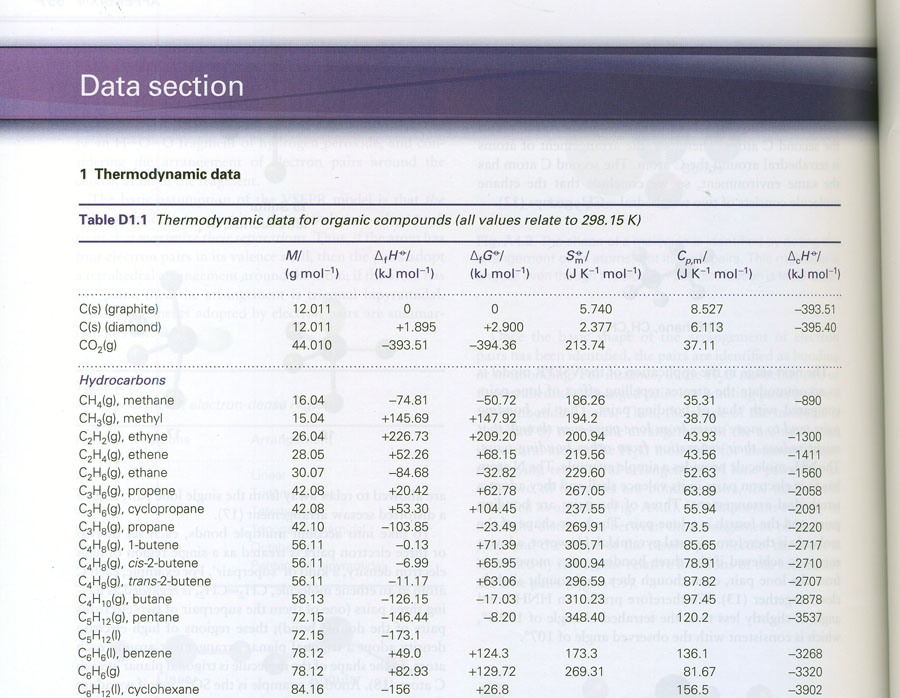 Data section
1 Thermodynamic data
Table D1.1 Thermodynamic data for organic compounds (all values relate to 298.15 K)
M/ ΔfH⦵/ ΔfG⦵/ S⦵m/ Cp,m/ ΔcH⦵/
(g mol⁻¹) (kJ mol⁻¹) (kJ mol⁻¹) (J K⁻¹ mol⁻¹) (J K⁻¹ mol⁻¹) (kJ mol⁻¹)
C(s) (graphite) 12.011 0 0 5.740 8.527 −393.51
C(s) (diamond) 12.011 +1.895 +2.900 2.377 6.113 −395.40
CO₂(g) 44.010 −393.51 −394.36 213.74 37.11
Hydrocarbons
CH₄(g), methane 16.04 −74.81 −50.72 186.26 35.31 −890
CH₃(g), methyl 15.04 +145.69 +147.92 194.2 38.70
C₂H₂(g), ethyne 26.04 +226.73 +209.20 200.94 43.93 −1300
C₂H₄(g), ethene 28.05 +52.26 +68.15 219.56 43.56 −1411
C₂H₆(g), ethane 30.07 −84.68 −32.82 229.60 52.63 −1560
C₃H₆(g), propene 42.08 +20.42 +62.78 267.05 63.89 −2058
C₃H₆(g), cyclopropane 42.08 +53.30 +104.45 237.55 55.94 −2091
C₃H₈(g), propane 42.10 −103.85 −23.49 269.91 73.5 −2220
C₄H₈(g), 1-butene 56.11 −0.13 +71.39 305.71 85.65 −2717
C₄H₈(g), cis-2-butene 56.11 −6.99 +65.95 300.94 78.91 −2710
C₄H₈(g), trans-2-butene 56.11 −11.17 +63.06 296.59 87.82 −2707
C₄H₁₀(g), butane 58.13 −126.15 −17.03 310.23 97.45 −2878
C₅H₁₂(g), pentane 72.15 −146.44 −8.20 348.40 120.2 −3537
C₅H₁₂(l) 72.15 −173.1
C₆H₆(l), benzene 78.12 +49.0 +124.3 173.3 136.1 −3268
C₆H₆(g) 78.12 +82.93 +129.72 269.31 81.67 −3320
C₆H₁₂(l), cyclohexane 84.16 −156 +26.8 156.5 −3902